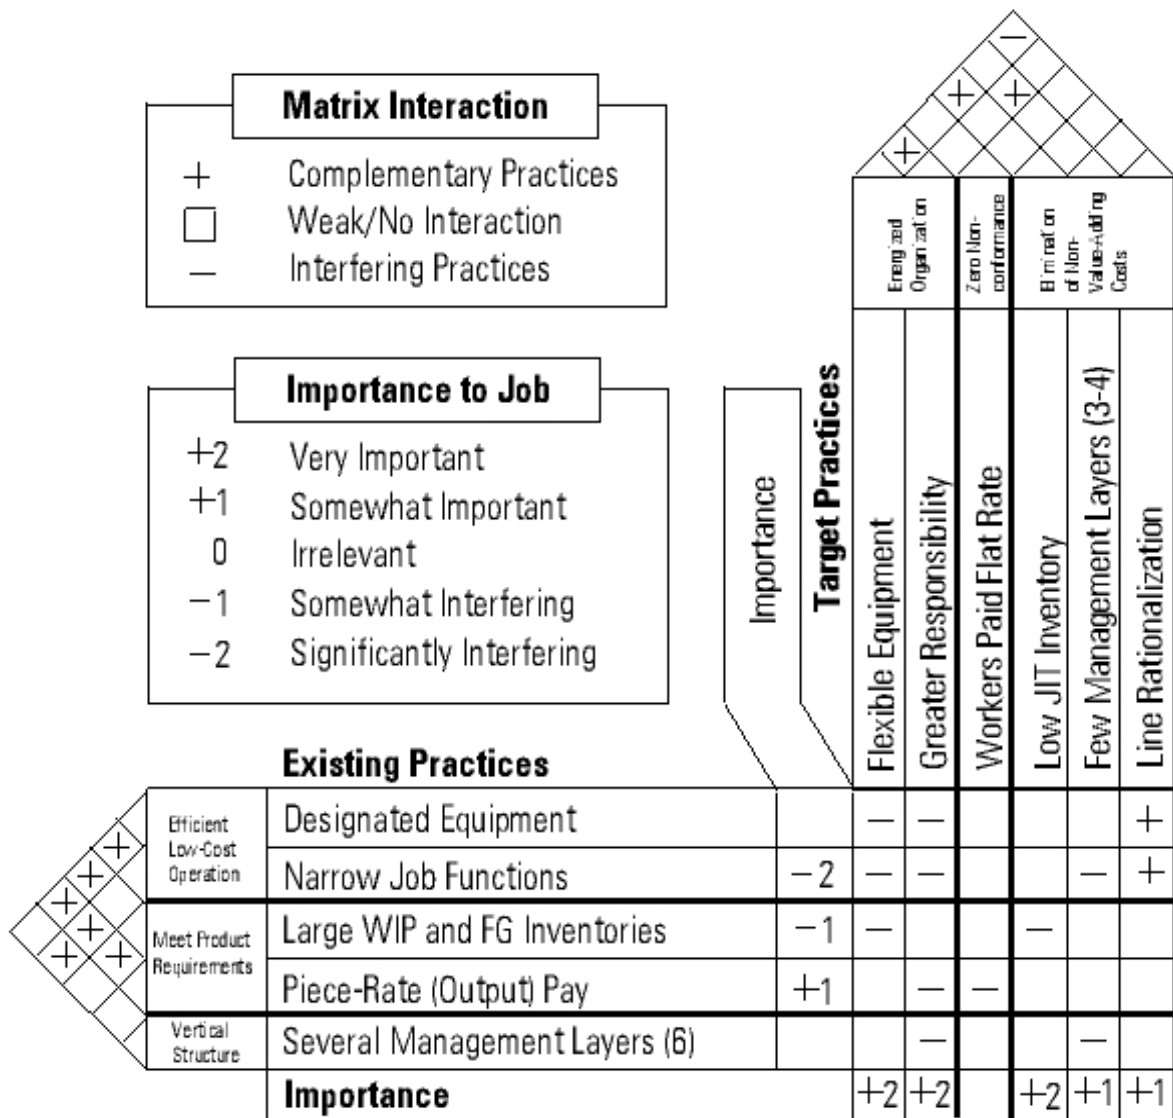 Matrix Interaction
+ Complementary Practices
Weak/No Interaction
− Interfering Practices
Importance to Job
+2 Very Important
+1 Somewhat Important
0 Irrelevant
−1 Somewhat Interfering
−2 Significantly Interfering
−
+ +
+
Energized
Organization
Zero Non-
conformance
Elimination
of Non-
Value-Adding
Costs
Importance
Target Practices
Flexible Equipment
Greater Responsibility
Workers Paid Flat Rate
Low JIT Inventory
Few Management Layers (3-4)
Line Rationalization
Existing Practices
Efficient
Low-Cost
Operation
Designated Equipment − − +
Narrow Job Functions −2 − − − +
Meet Product
Requirements
Large WIP and FG Inventories −1 − −
Piece-Rate (Output) Pay +1 − −
Vertical
Structure
Several Management Layers (6) − −
+
+
+
+
+ +
Importance +2 +2 +2 +1 +1